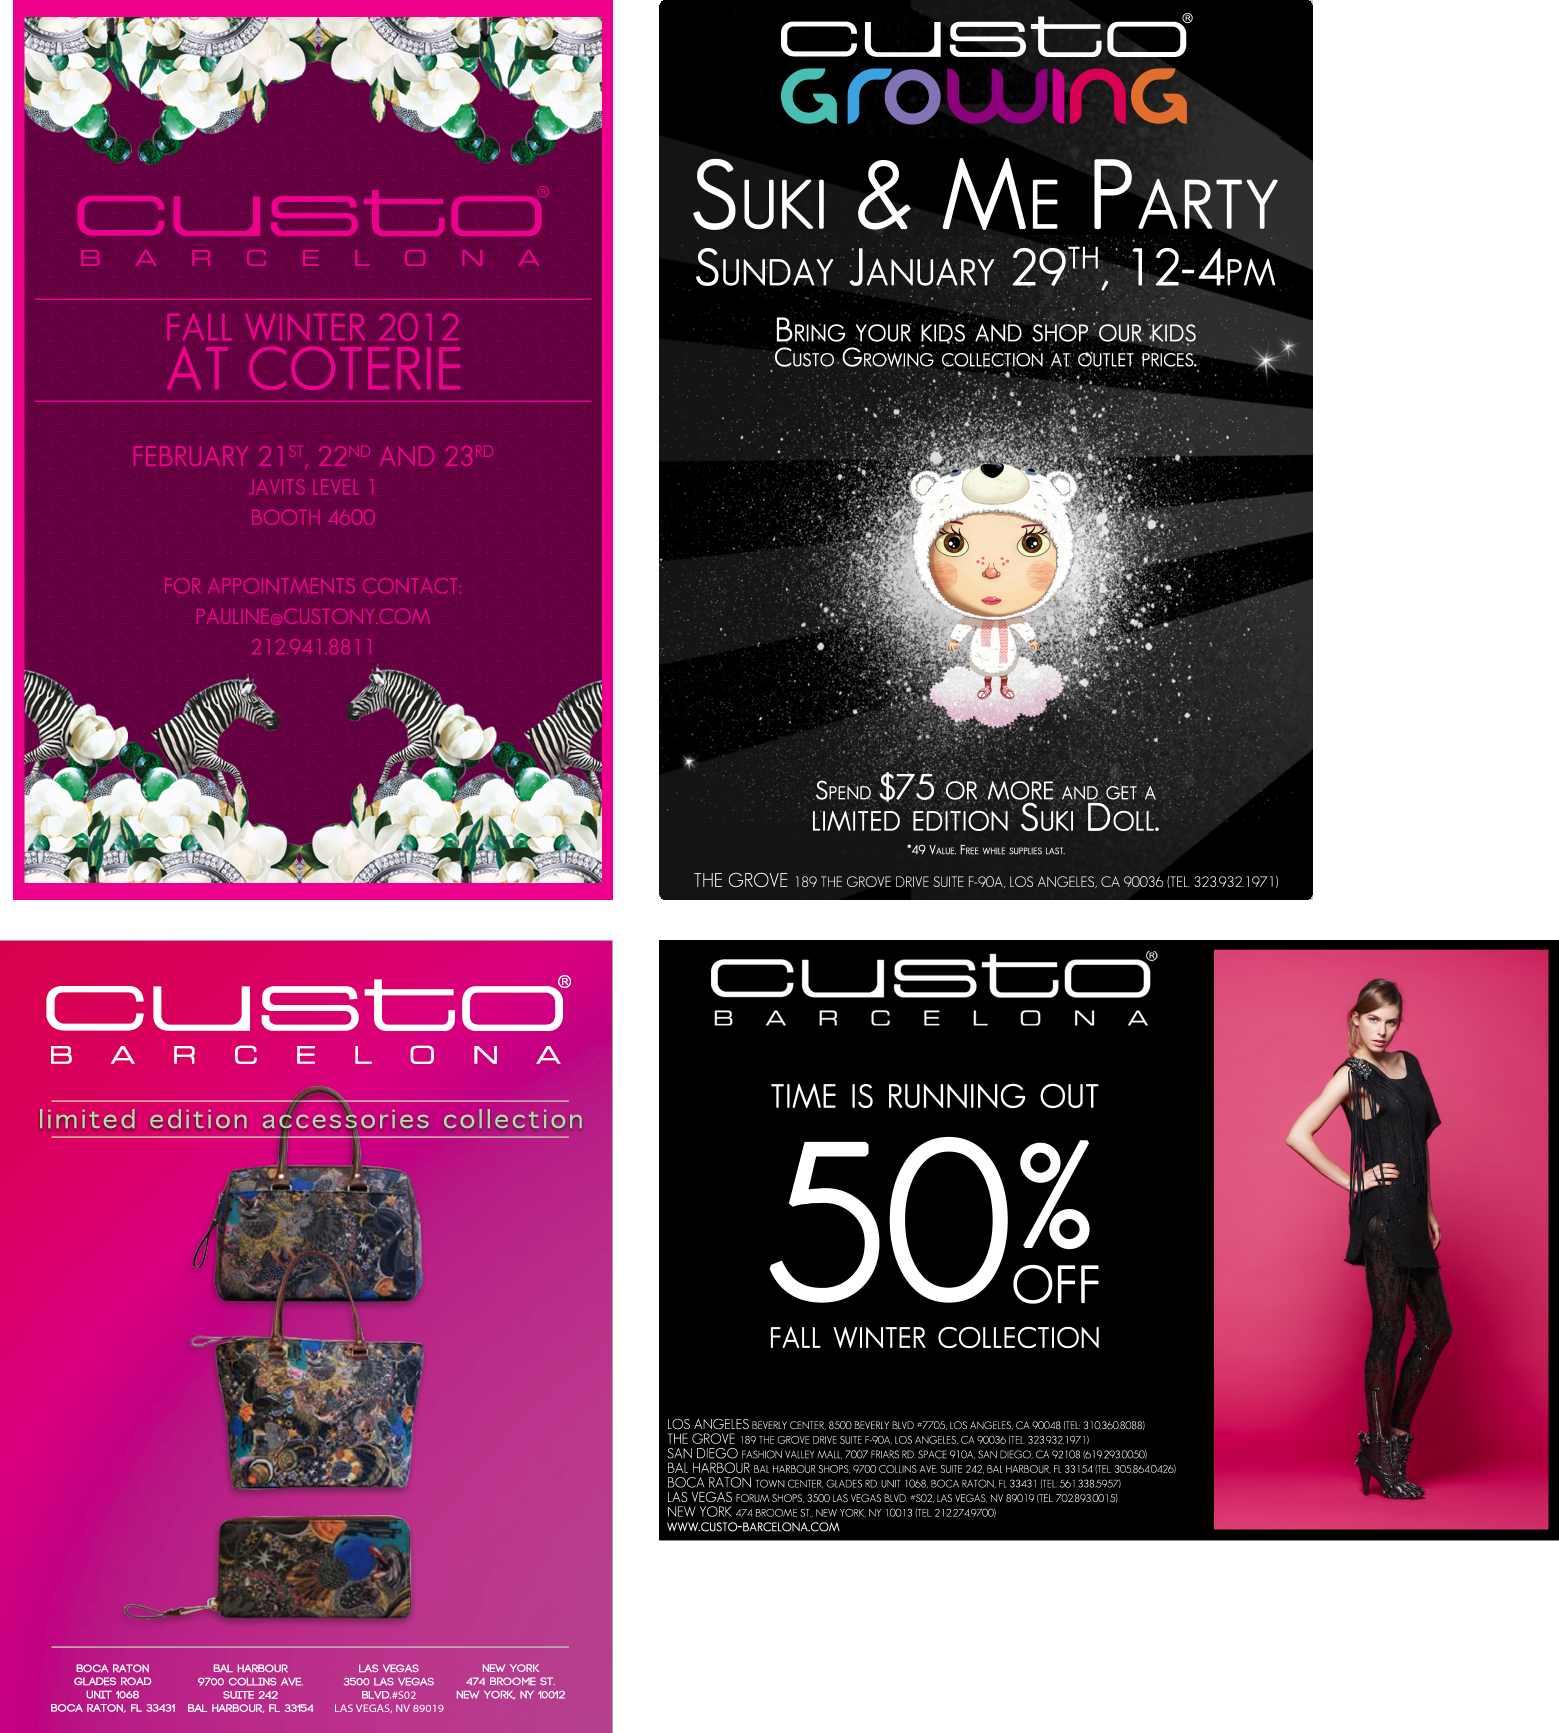 custo®
BARCELONA
FALL WINTER 2012
AT COTERIE
FEBRUARY 21ST, 22ND AND 23RD
JAVITS LEVEL 1
BOOTH 4600
FOR APPOINTMENTS CONTACT:
PAULINE@CUSTONY.COM
212.941.8811
custo®
GROWING
SUKI & ME PARTY
SUNDAY JANUARY 29TH, 12-4PM
BRING YOUR KIDS AND SHOP OUR KIDS
CUSTO GROWING COLLECTION AT OUTLET PRICES.
SPEND $75 OR MORE AND GET A
LIMITED EDITION SUKI DOLL.
*49 VALUE. FREE WHILE SUPPLIES LAST.
THE GROVE 189 THE GROVE DRIVE SUITE F-90A, LOS ANGELES, CA 90036 (TEL. 323.932.1971)
custo®
BARCELONA
limited edition accessories collection
BOCA RATON
GLADES ROAD
UNIT 1068
BOCA RATON, FL 33431
BAL HARBOUR
9700 COLLINS AVE.
SUITE 242
BAL HARBOUR, FL 33154
LAS VEGAS
3500 LAS VEGAS
BLVD.#S02
LAS VEGAS, NV 89019
NEW YORK
474 BROOME ST.
NEW YORK, NY 10012
custo®
BARCELONA
TIME IS RUNNING OUT
50%
OFF
FALL WINTER COLLECTION
LOS ANGELES BEVERLY CENTER, 8500 BEVERLY BLVD #7705, LOS ANGELES, CA 90048 (TEL: 310.360.8088)
THE GROVE 189 THE GROVE DRIVE SUITE F-90A, LOS ANGELES, CA 90036 (TEL. 323.932.1971)
SAN DIEGO FASHION VALLEY MALL, 7007 FRIARS RD. SPACE 910A, SAN DIEGO, CA 92108 (619.293.0050)
BAL HARBOUR BAL HARBOUR SHOPS, 9700 COLLINS AVE. SUITE 242, BAL HARBOUR, FL 33154 (TEL. 305.864.0426)
BOCA RATON TOWN CENTER, GLADES RD. UNIT 1068, BOCA RATON, FL 33431 (TEL. 561.338.5957)
LAS VEGAS FORUM SHOPS, 3500 LAS VEGAS BLVD. #S02, LAS VEGAS, NV 89019 (TEL. 702.893.0015)
NEW YORK 474 BROOME ST., NEW YORK, NY 10013 (TEL. 212.274.9700)
WWW.CUSTO-BARCELONA.COM